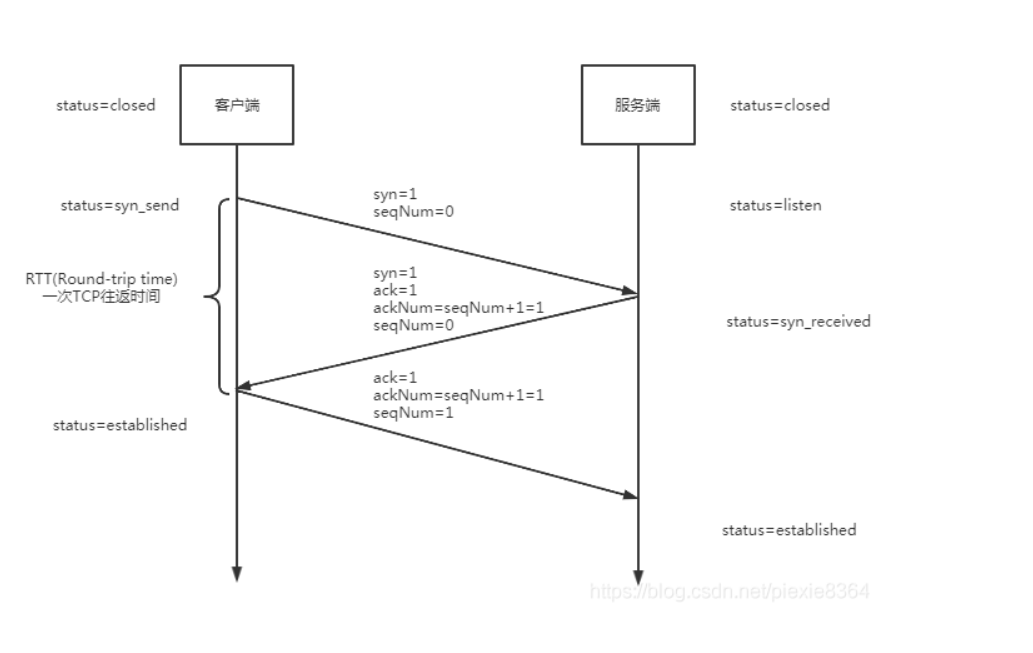 status=closed
客户端
服务端
status=closed
status=syn_send
syn=1
seqNum=0
status=listen
RTT(Round-trip time)
一次TCP往返时间
syn=1
ack=1
ackNum=seqNum+1=1
seqNum=0
status=syn_received
ack=1
ackNum=seqNum+1=1
seqNum=1
status=established
status=established
https://blog.csdn.net/piexie8364